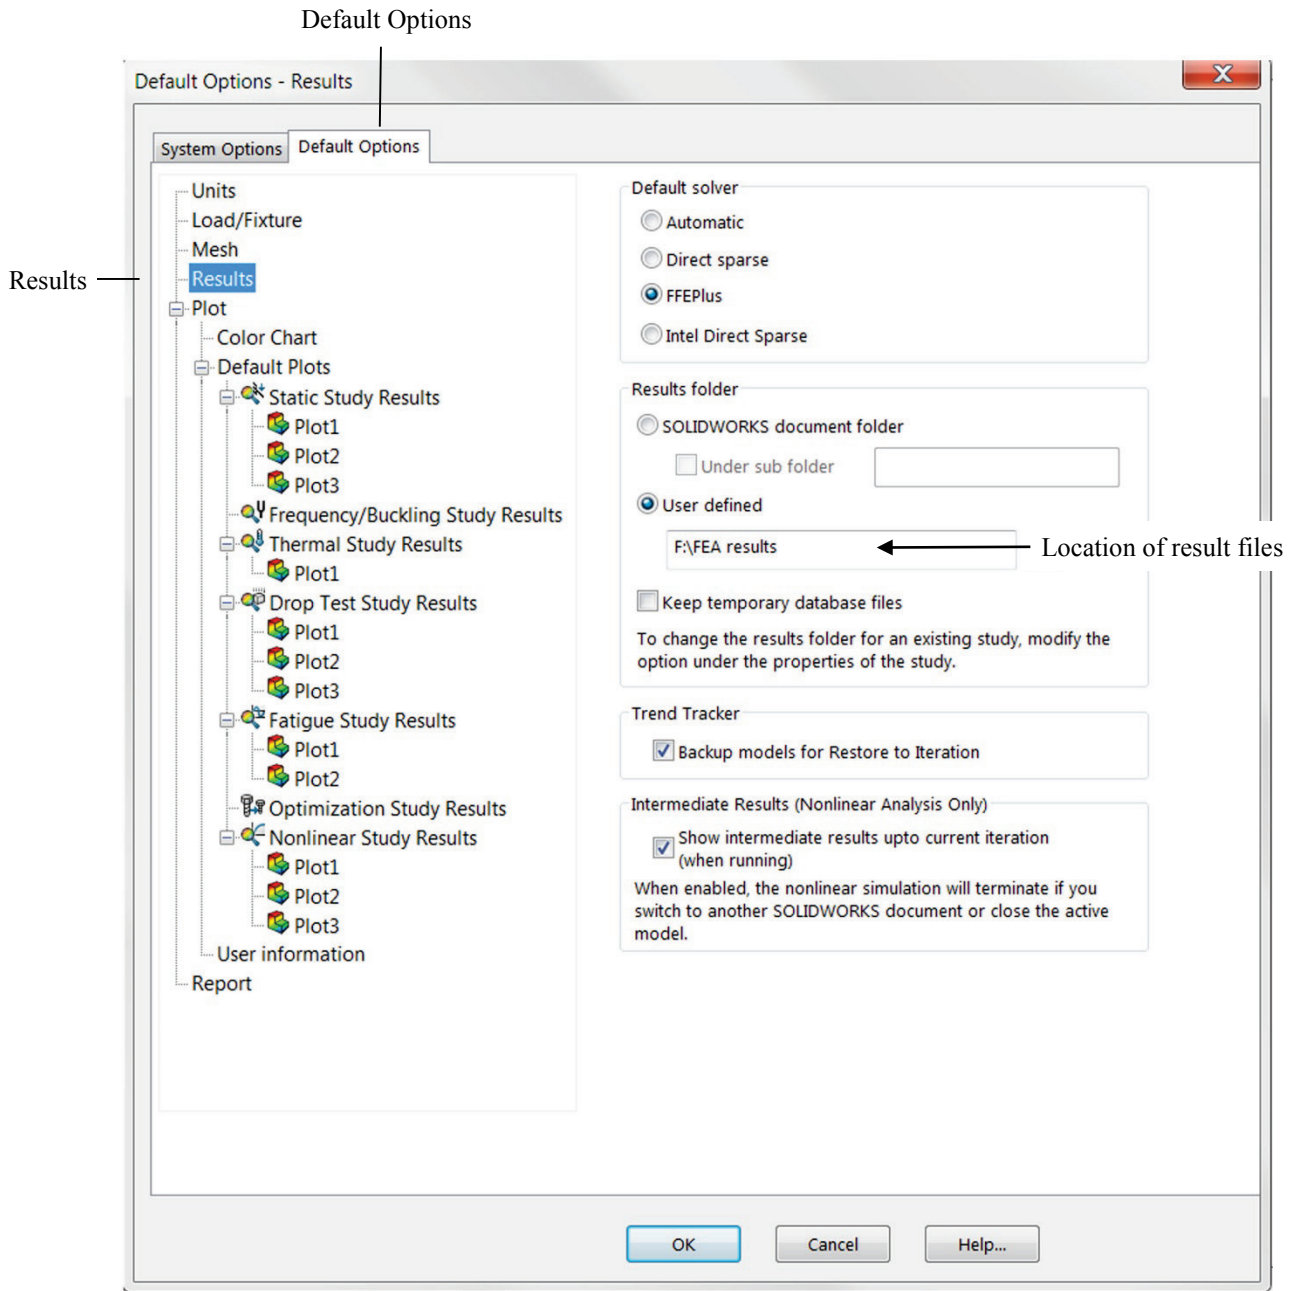 Default Options
Default Options - Results
X
System Options
Default Options
Units
Load/Fixture
Mesh
Results
Results
Plot
Color Chart
Default Plots
Static Study Results
Plot1
Plot2
Plot3
Frequency/Buckling Study Results
Thermal Study Results
Plot1
Drop Test Study Results
Plot1
Plot2
Plot3
Fatigue Study Results
Plot1
Plot2
Optimization Study Results
Nonlinear Study Results
Plot1
Plot2
Plot3
User information
Report
Default solver
Automatic
Direct sparse
FFEPlus
Intel Direct Sparse
Results folder
SOLIDWORKS document folder
Under sub folder
User defined
F:\FEA results
Location of result files
Keep temporary database files
To change the results folder for an existing study, modify the
option under the properties of the study.
Trend Tracker
Backup models for Restore to Iteration
Intermediate Results (Nonlinear Analysis Only)
Show intermediate results upto current iteration
(when running)
When enabled, the nonlinear simulation will terminate if you
switch to another SOLIDWORKS document or close the active
model.
OK
Cancel
Help...